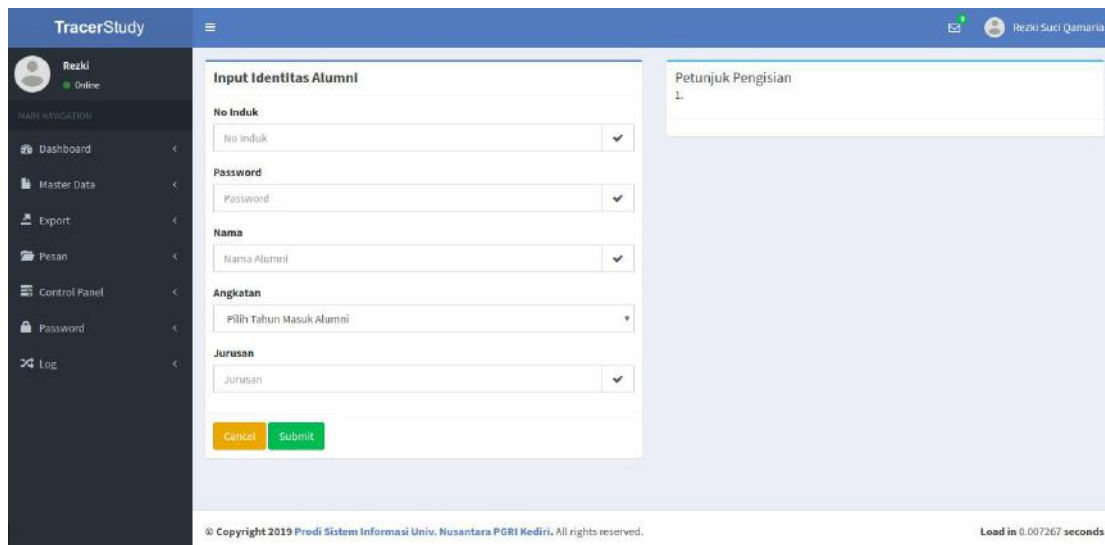 TracerStudy
0
Rezki Suci Qamaria
Rezki
Online
MAIN NAVIGATION
Dashboard
Master Data
Export
Pesan
Control Panel
Password
Log
Input Identitas Alumni
No Induk
No Induk
Password
Password
Nama
Nama Alumni
Angkatan
Pilih Tahun Masuk Alumni
Jurusan
Jurusan
Cancel Submit
Petunjuk Pengisian
1.
© Copyright 2019 Prodi Sistem Informasi Univ. Nusantara PGRI Kediri. All rights reserved.
Load in 0.007267 seconds